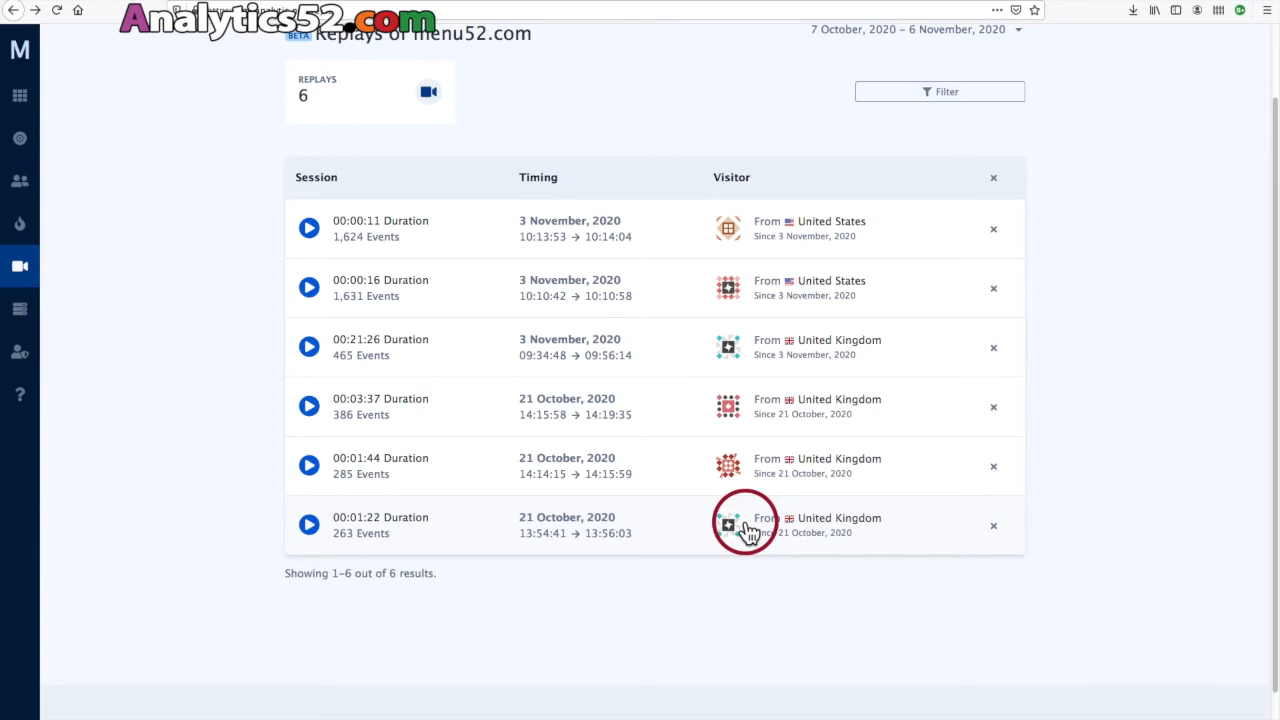 Analytics52.com
M
BETA Replays of menu52.com
7 October, 2020 – 6 November, 2020
REPLAYS
6
Filter
Session Timing Visitor
00:00:11 Duration 3 November, 2020 From United States
1,624 Events 10:13:53 → 10:14:04 Since 3 November, 2020
00:00:16 Duration 3 November, 2020 From United States
1,631 Events 10:10:42 → 10:10:58 Since 3 November, 2020
00:21:26 Duration 3 November, 2020 From United Kingdom
465 Events 09:34:48 → 09:56:14 Since 3 November, 2020
00:03:37 Duration 21 October, 2020 From United Kingdom
386 Events 14:15:58 → 14:19:35 Since 21 October, 2020
00:01:44 Duration 21 October, 2020 From United Kingdom
285 Events 14:14:15 → 14:15:59 Since 21 October, 2020
00:01:22 Duration 21 October, 2020 From United Kingdom
263 Events 13:54:41 → 13:56:03 Since 21 October, 2020
Showing 1–6 out of 6 results.